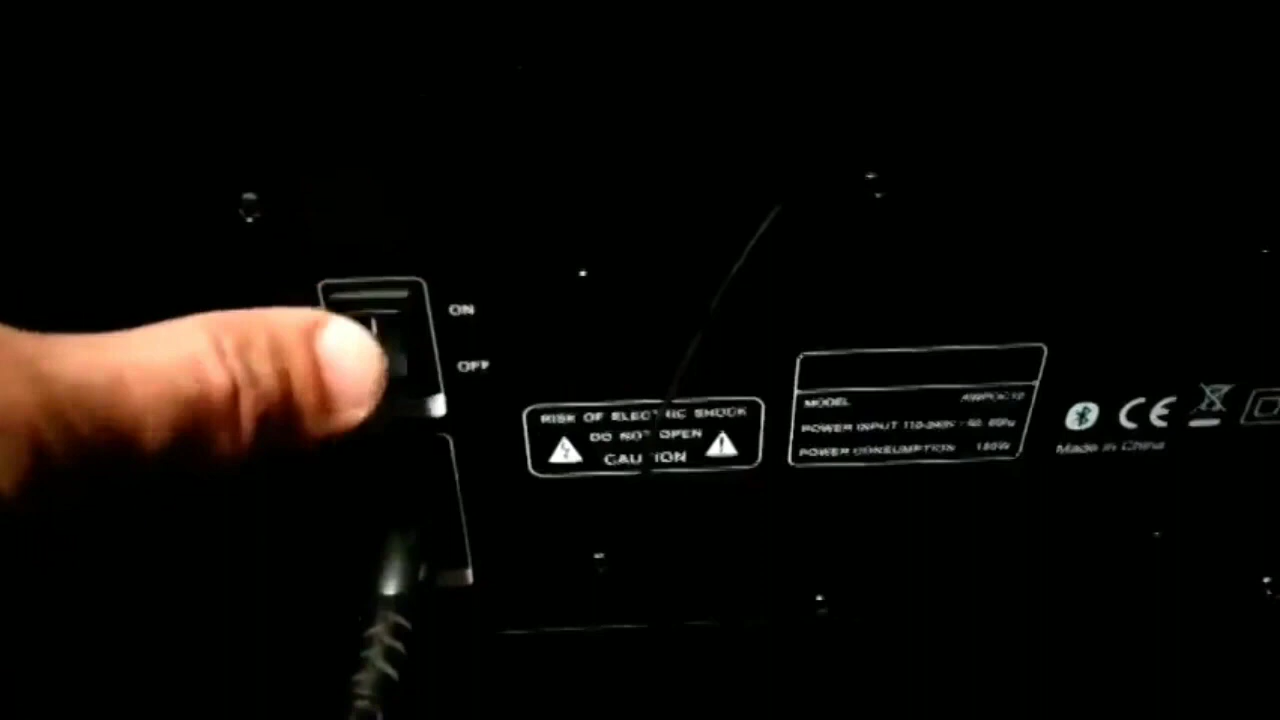 ON
OFF
RISK OF ELECTRIC SHOCK
DO NOT OPEN
CAUTION
MODEL
POWER INPUT
POWER CONSUMPTION 180W
CE
Made in China